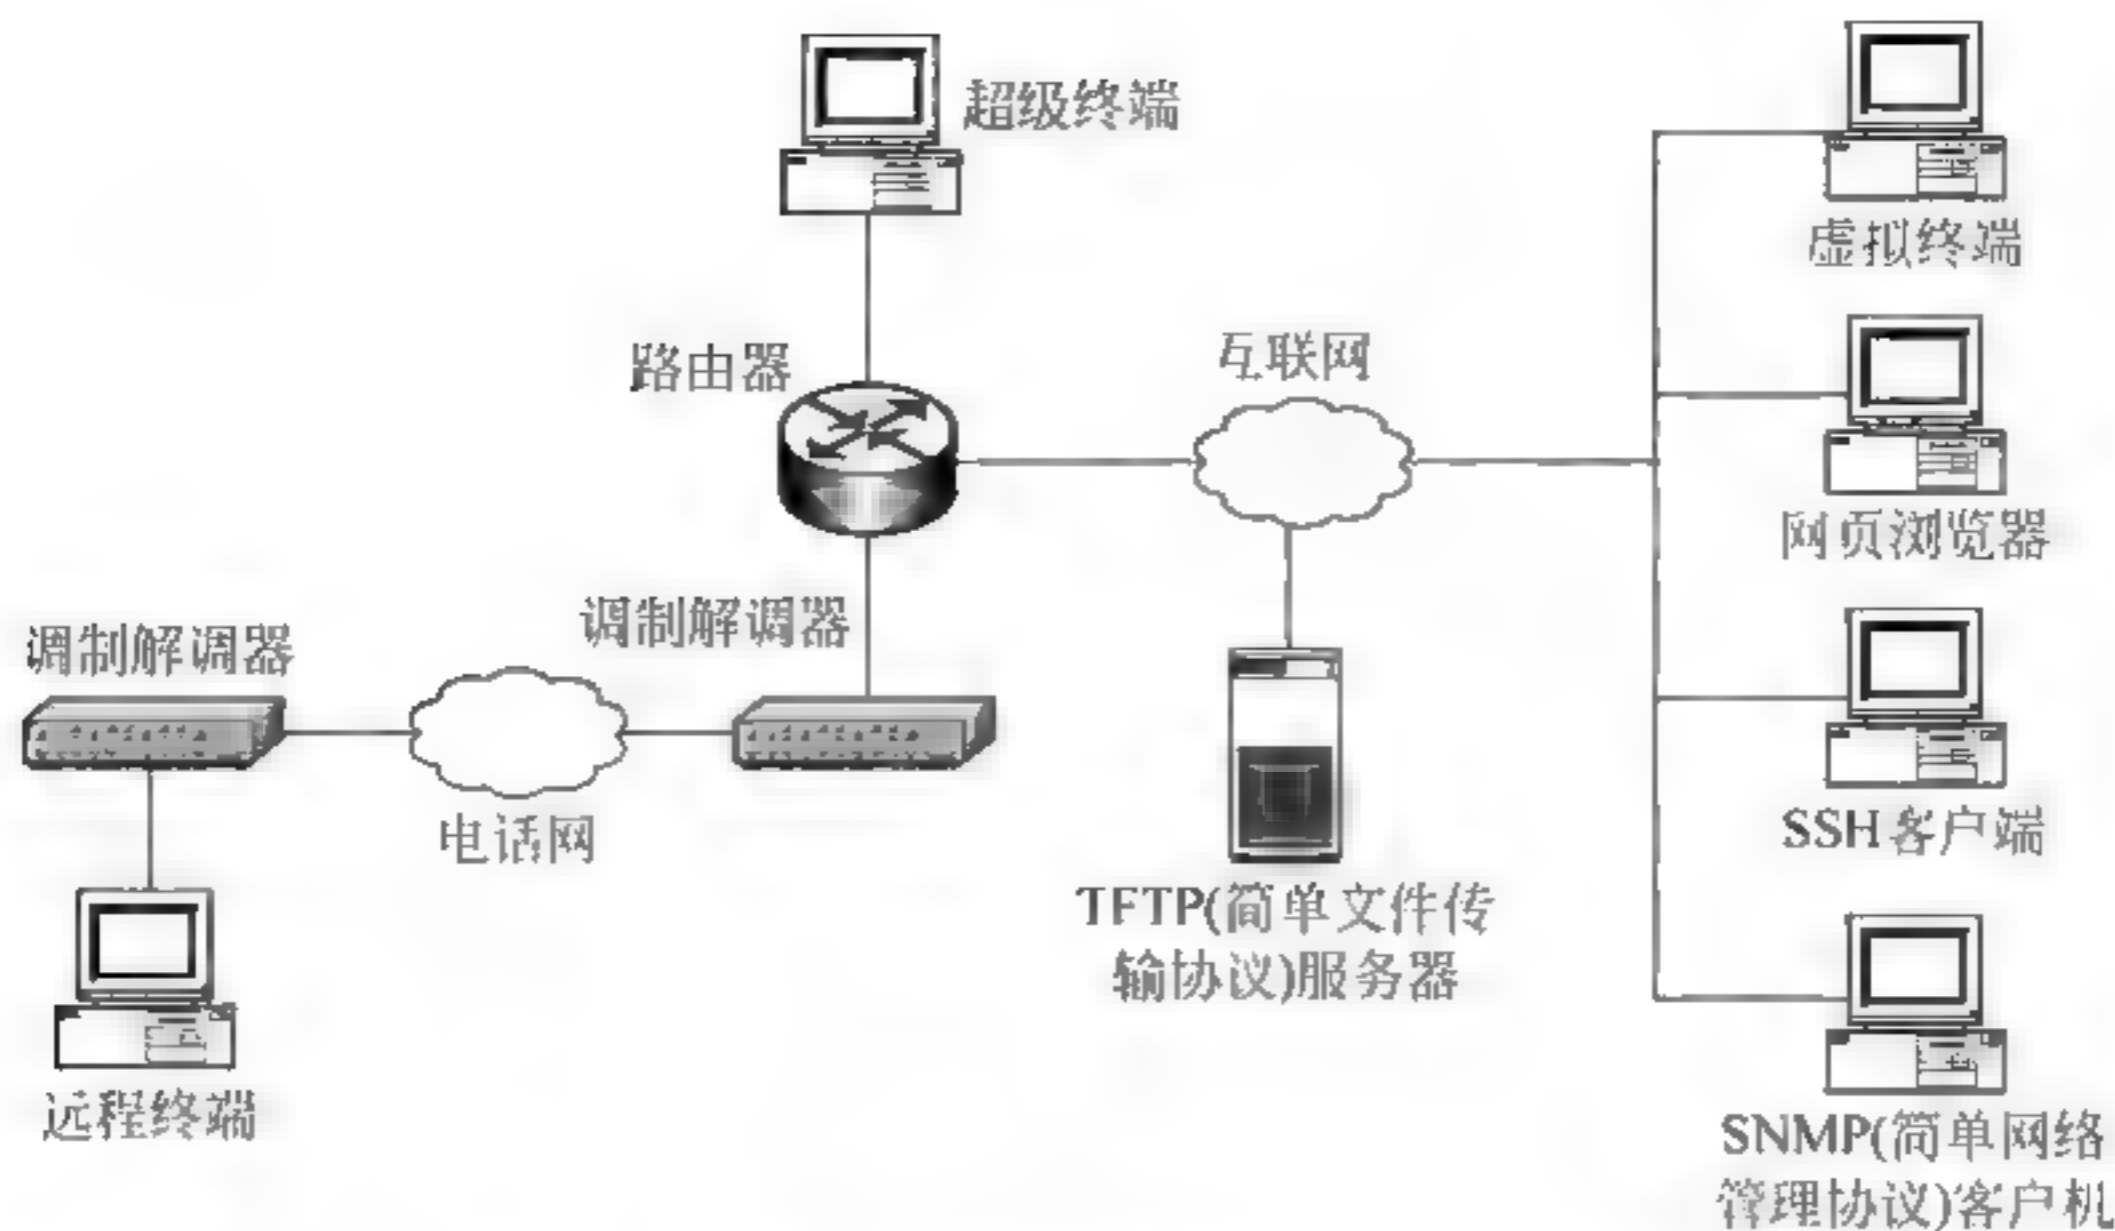 超级终端
虚拟终端
路由器
互联网
网页浏览器
调制解调器
调制解调器
SSH客户端
电话网
TFTP(简单文件传
输协议)服务器
远程终端
SNMP(简单网络
管理协议)客户机